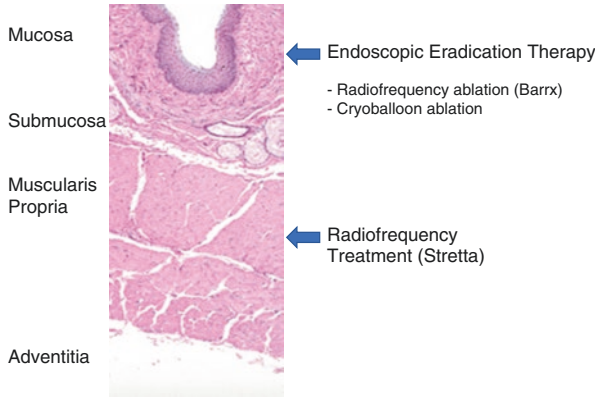 Mucosa
Endoscopic Eradication Therapy
- Radiofrequency ablation (Barrx)
- Cryoballoon ablation
Submucosa
Muscularis
Propria
Radiofrequency
Treatment (Stretta)
Adventitia